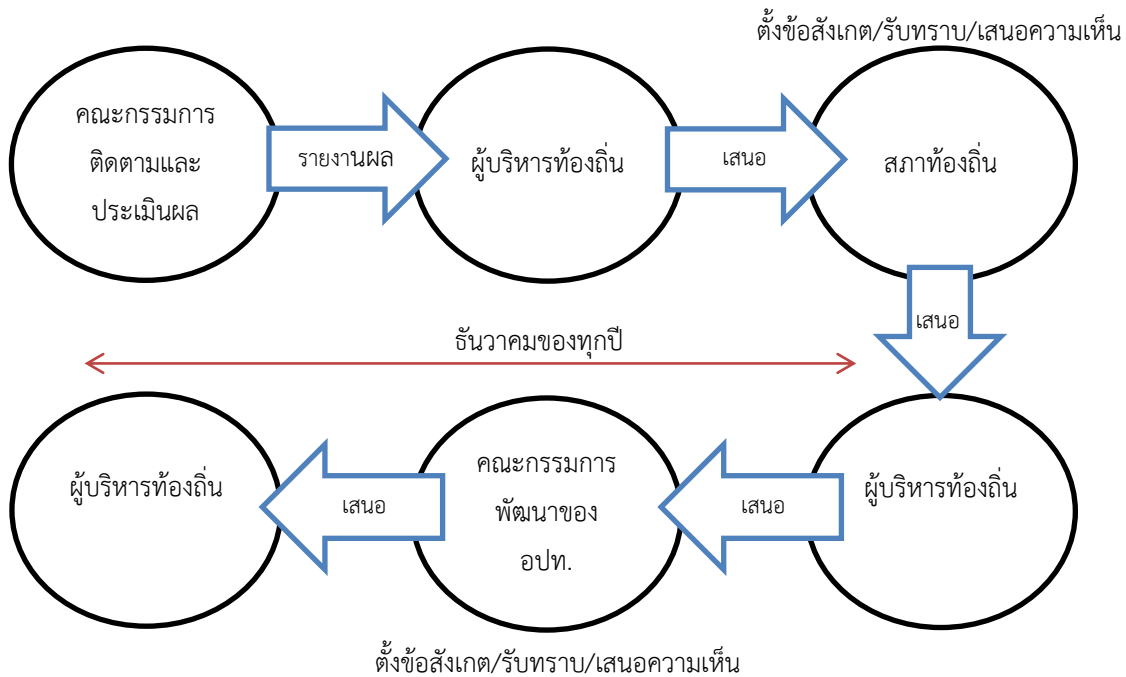 ตั้งข้อสังเกต/รับทราบ/เสนอความเห็น
คณะกรรมการ
ติดตามและ
ประเมินผล
รายงานผล
ผู้บริหารท้องถิ่น
เสนอ
สภาท้องถิ่น
เสนอ
ธันวาคมของทุกปี
ผู้บริหารท้องถิ่น
เสนอ
คณะกรรมการ
พัฒนาของ
อปท.
เสนอ
ผู้บริหารท้องถิ่น
ตั้งข้อสังเกต/รับทราบ/เสนอความเห็น